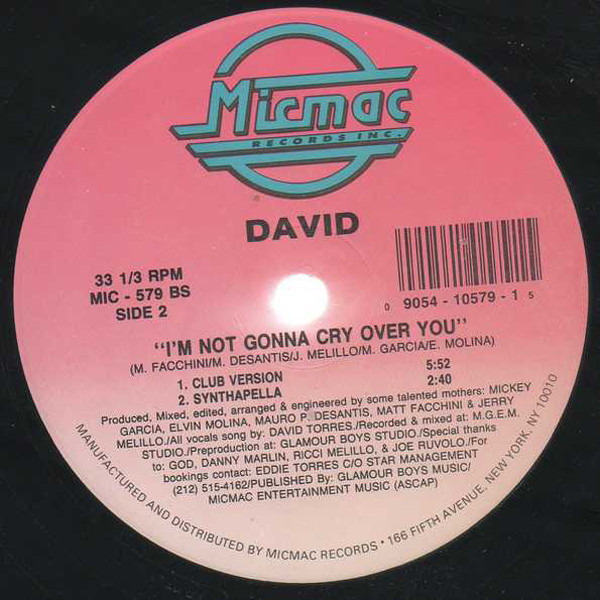 Micmac
RECORDS INC.
DAVID
33 1/3 RPM
MIC - 579 BS
SIDE 2
0 9054 - 10579 - 1 5
"I'M NOT GONNA CRY OVER YOU"
(M. FACCHINI/M. DESANTIS/J. MELILLO/M. GARCIA/E. MOLINA)
1. CLUB VERSION 5:52
2. SYNTHAPELLA 2:40
Produced, Mixed, edited, arranged & engineered by some talented mothers: MICKEY
GARCIA, ELVIN MOLINA, MAURO P. DESANTIS, MATT FACCHINI & JERRY
MELILLO./All vocals song by: DAVID TORRES./Recorded & mixed at: M.G.E.M.
STUDIO./Preproduction at: GLAMOUR BOYS STUDIO./Special thanks
to: GOD, DANNY MARLIN, RICCI MELILLO, & JOE RUVOLO./For
bookings contact: EDDIE TORRES C/O STAR MANAGEMENT
(212) 515-4162/PUBLISHED By: GLAMOUR BOYS MUSIC/
MICMAC ENTERTAINMENT MUSIC (ASCAP)
MANUFACTURED AND DISTRIBUTED BY MICMAC RECORDS • 166 FIFTH AVENUE, NEW YORK, NY 10010